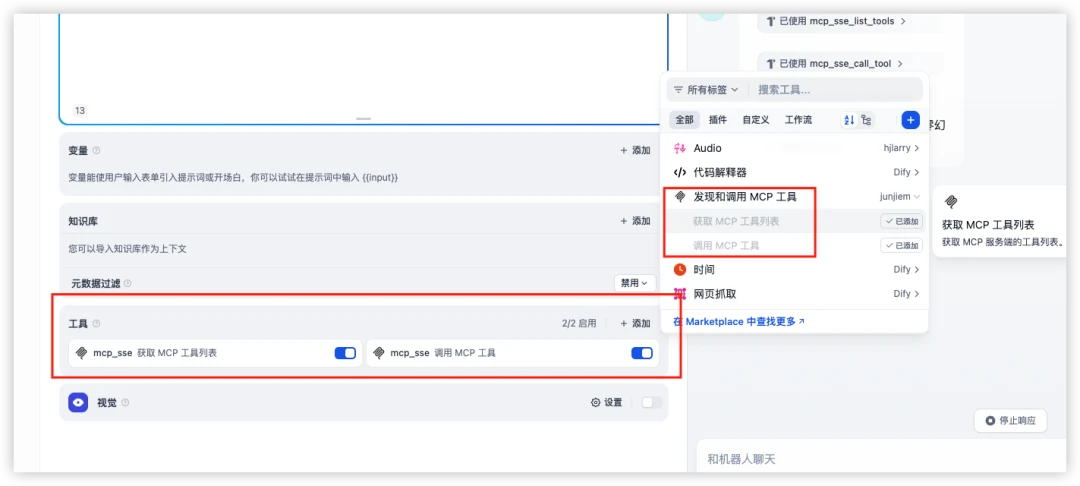 已使用 mcp_sse_list_tools
已使用 mcp_sse_call_tool
13
变量
添加
变量能使用户输入表单引入提示词或开场白，你可以试试在提示词中输入 {{input}}
知识库
添加
您可以导入知识库作为上下文
元数据过滤
禁用
工具
2/2 启用
添加
mcp_sse 获取 MCP 工具列表
mcp_sse 调用 MCP 工具
视觉
设置
所有标签
搜索工具...
全部 插件 自定义 工作流
Audio hjlarry
代码解释器 Dify
发现和调用 MCP 工具 junjiem
获取 MCP 工具列表 已添加
调用 MCP 工具 已添加
时间 Dify
网页抓取 Dify
在 Marketplace 中查找更多
幻
获取 MCP 工具列表
获取 MCP 服务端的工具列表。
停止响应
和机器人聊天